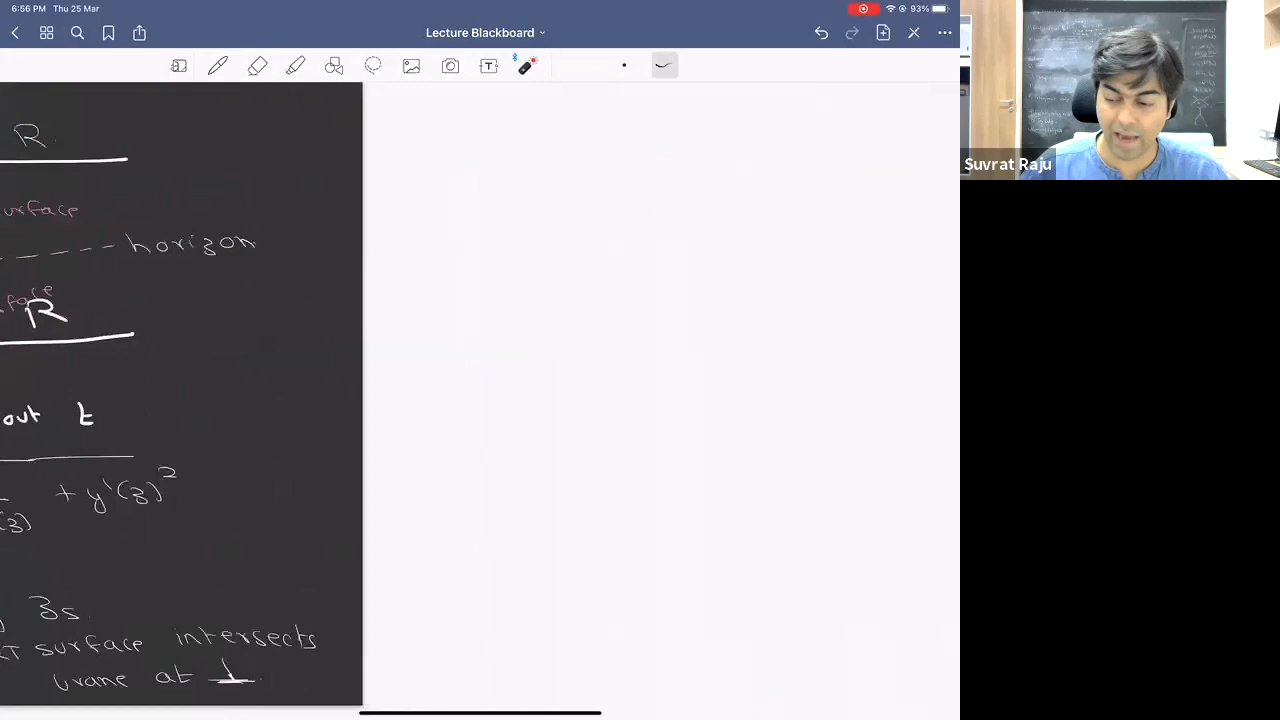 6:56 PM Thu 25 Mar 93%
Lecture Blackboard
Suvrat Raju
R
surface
horizon
R
out t
+ y'(z)²
(z)
zs
surface intersects
brane at ⊥